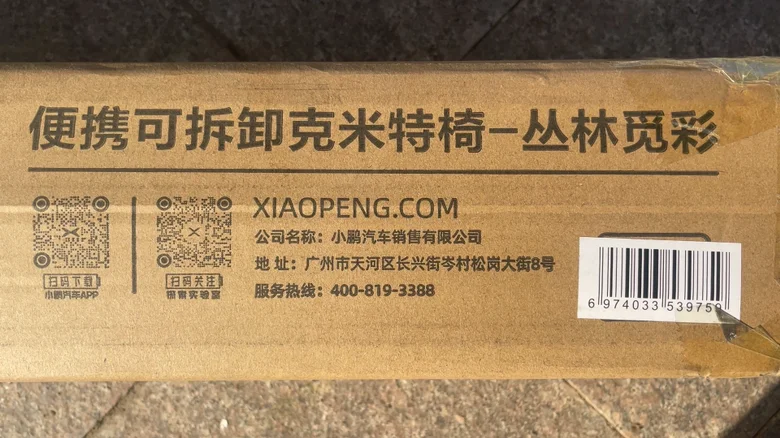 便携可拆卸克米特椅-丛林觅彩
XIAOPENG.COM
公司名称：小鹏汽车销售有限公司
地 址：广州市天河区长兴街岑村松岗大街8号
服务热线：400-819-3388
扫码下载
小鹏汽车APP
扫码关注
6 974033 539759